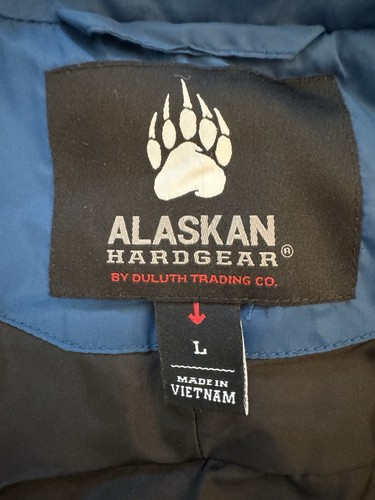 ALASKAN
HARDGEAR®
BY DULUTH TRADING CO.
L
MADE IN
VIETNAM